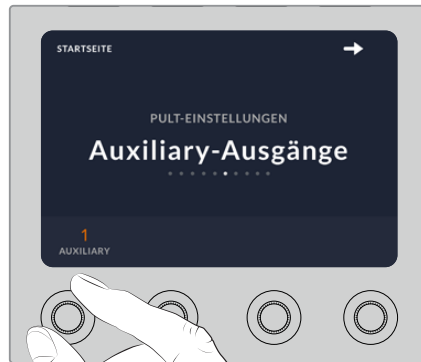 STARTSEITE
PULT-EINSTELLUNGEN
Auxiliary-Ausgänge
1
AUXILIARY